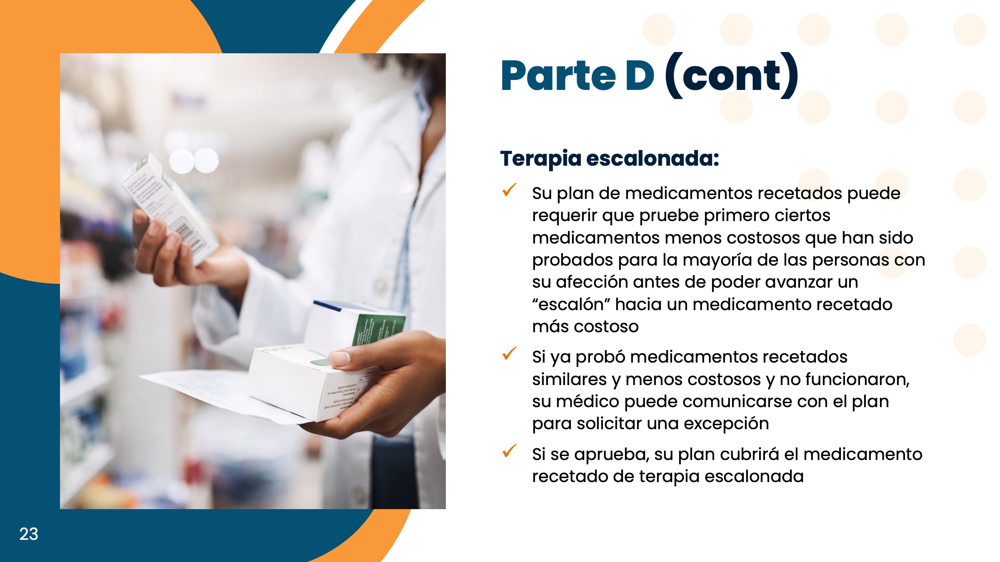 Parte D (cont)
Terapia escalonada:
Su plan de medicamentos recetados puede
requerir que pruebe primero ciertos
medicamentos menos costosos que han sido
probados para la mayoría de las personas con
su afección antes de poder avanzar un
“escalón” hacia un medicamento recetado
más costoso
Si ya probó medicamentos recetados
similares y menos costosos y no funcionaron,
su médico puede comunicarse con el plan
para solicitar una excepción
Si se aprueba, su plan cubrirá el medicamento
recetado de terapia escalonada
23